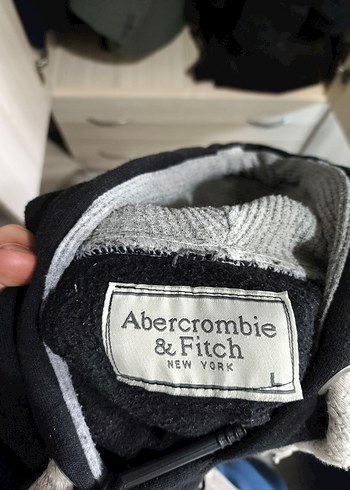 Abercrombie
& Fitch
NEW YORK
L